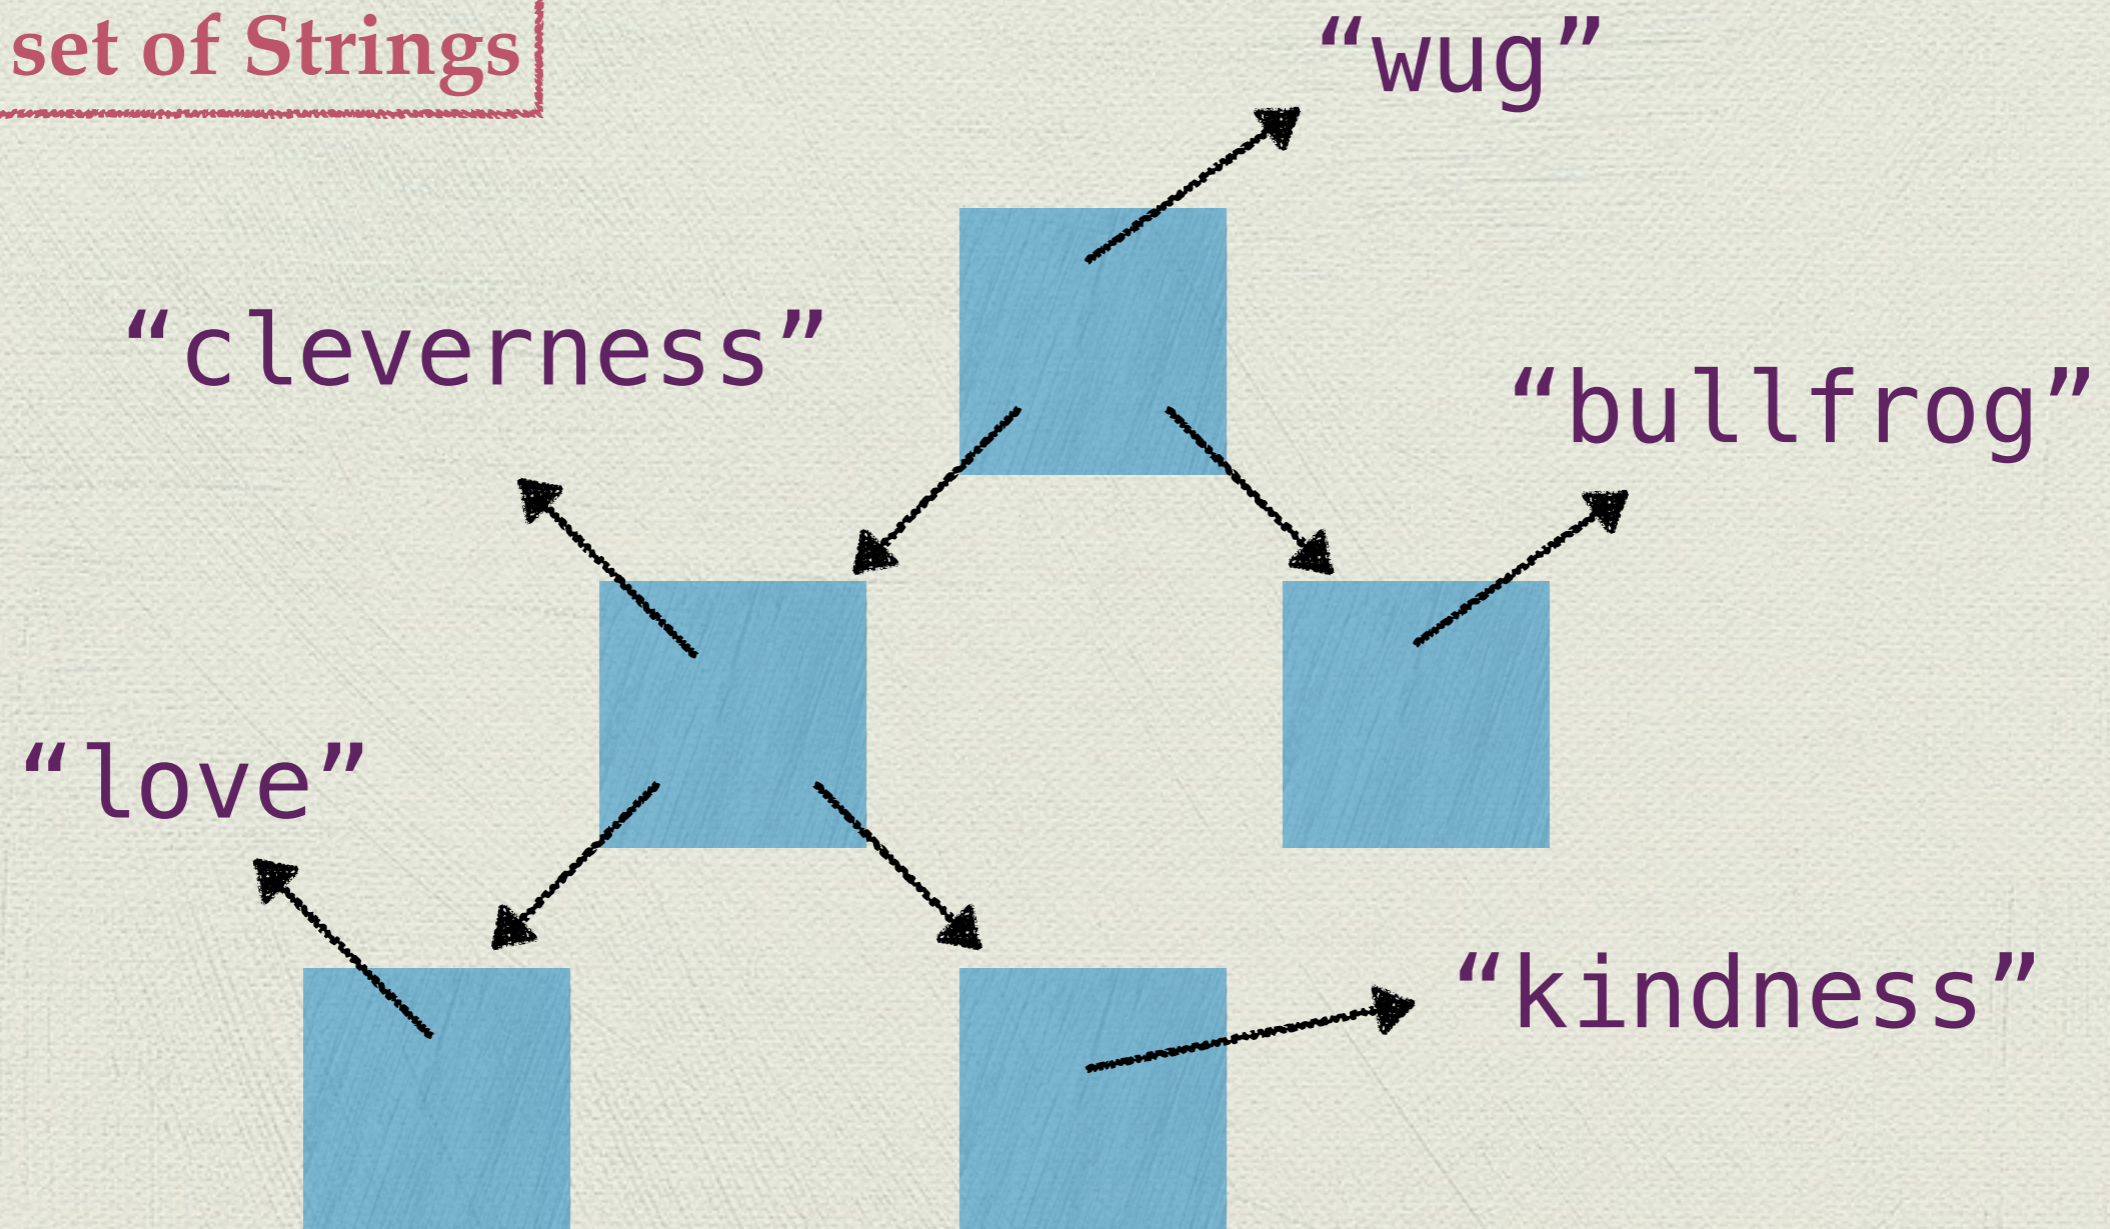 set of Strings
“wug”
“cleverness”
“bullfrog”
“love”
“kindness”